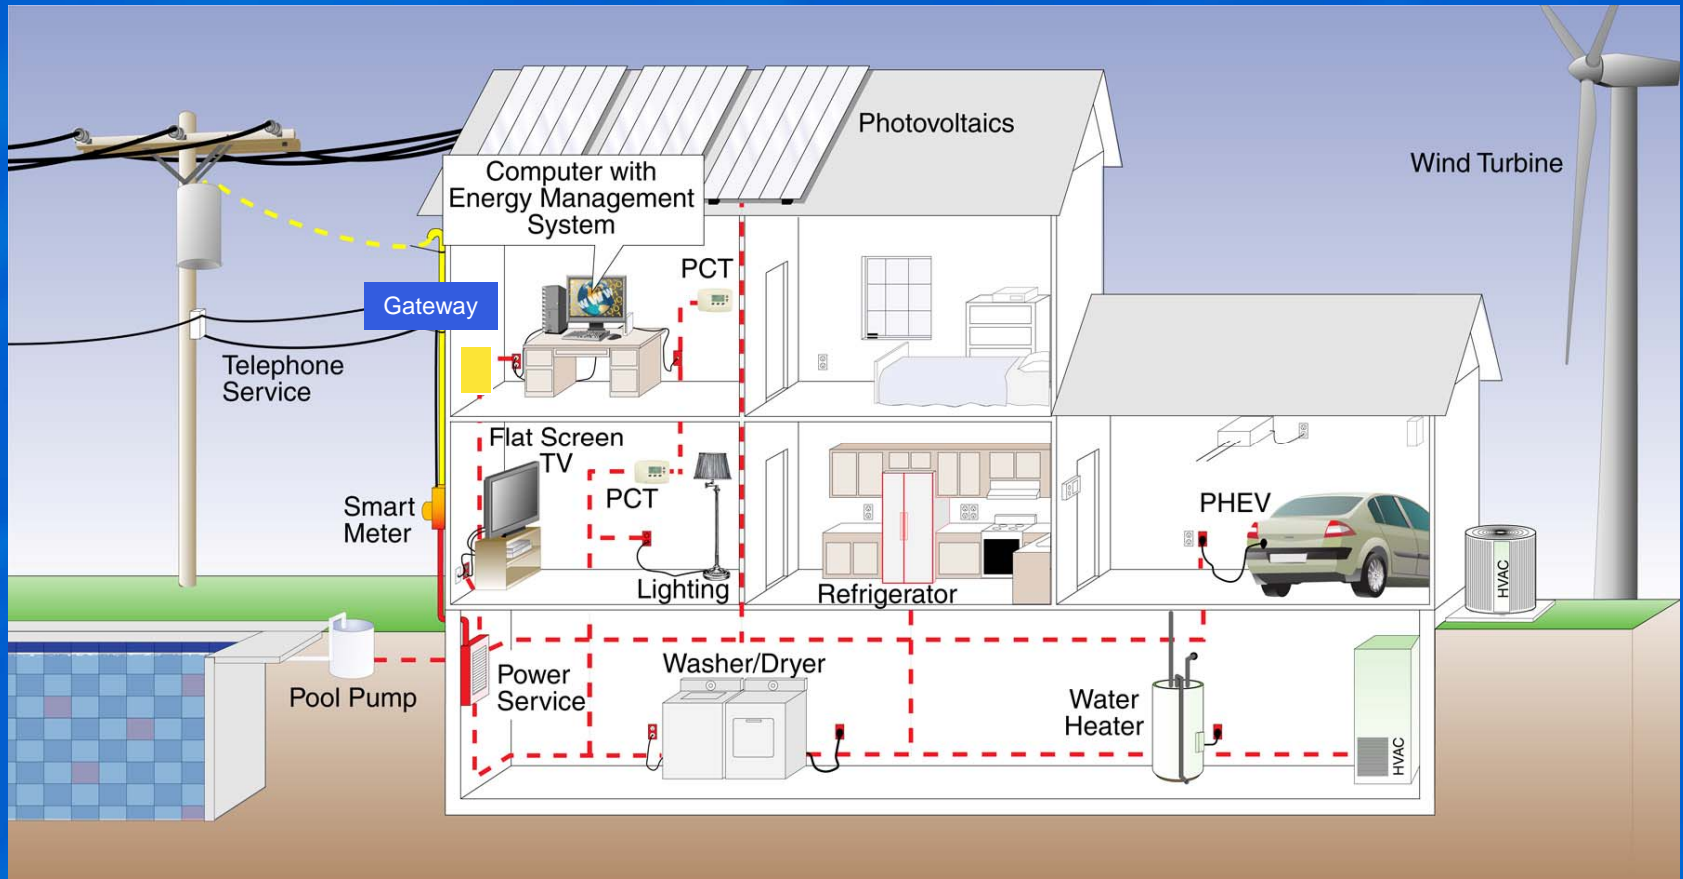 Photovoltaics
Wind Turbine
Computer with
Energy Management
System
PCT
Gateway
Telephone
Service
Flat Screen
TV
PCT
Smart
Meter
PHEV
Lighting
Refrigerator
HVAC
Power
Service
Washer/Dryer
Pool Pump
Water
Heater
HVAC
WWW